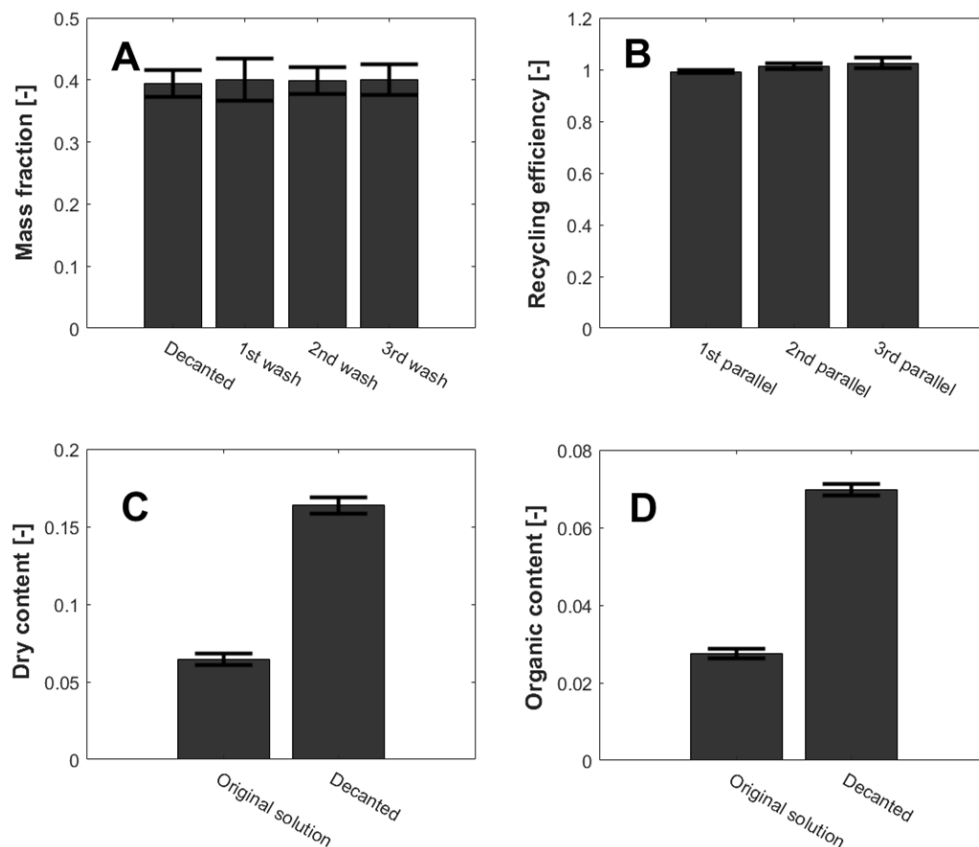 A
Mass fraction [-]
0.5
0.4
0.3
0.2
0.1
0
Decanted
1st wash
2nd wash
3rd wash
B
Recycling efficiency [-]
1.2
1
0.8
0.6
0.4
0.2
0
1st parallel
2nd parallel
3rd parallel
C
Dry content [-]
0.2
0.15
0.1
0.05
0
Original solution
Decanted
D
Organic content [-]
0.08
0.06
0.04
0.02
0
Original solution
Decanted